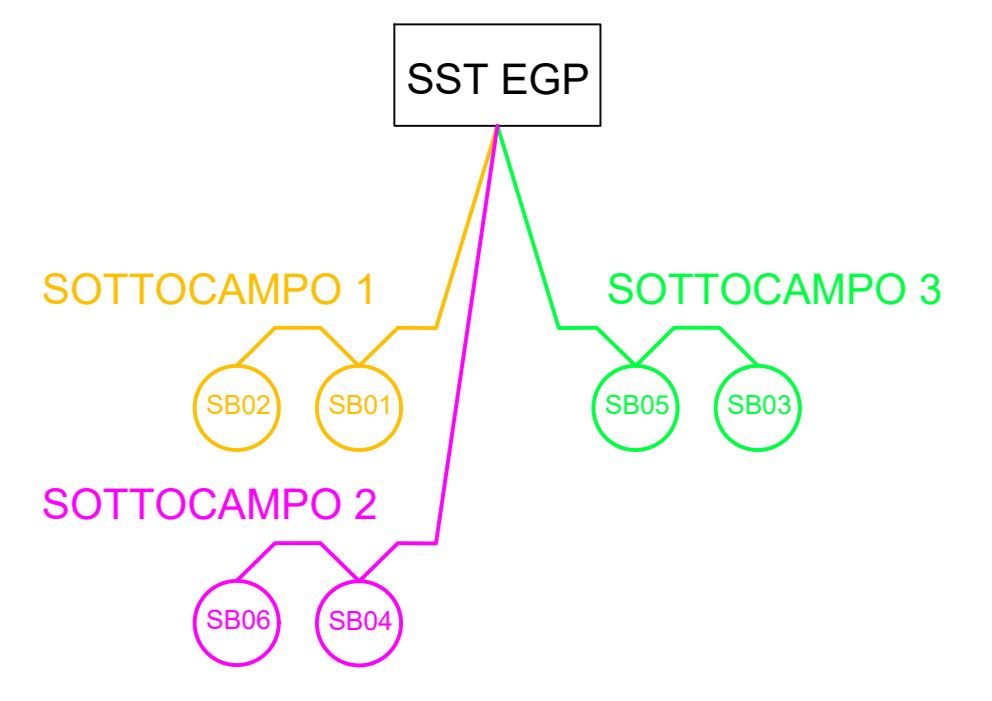 SST EGP
SOTTOCAMPO 1
SOTTOCAMPO 3
SB02
SB01
SB05
SB03
SOTTOCAMPO 2
SB06
SB04